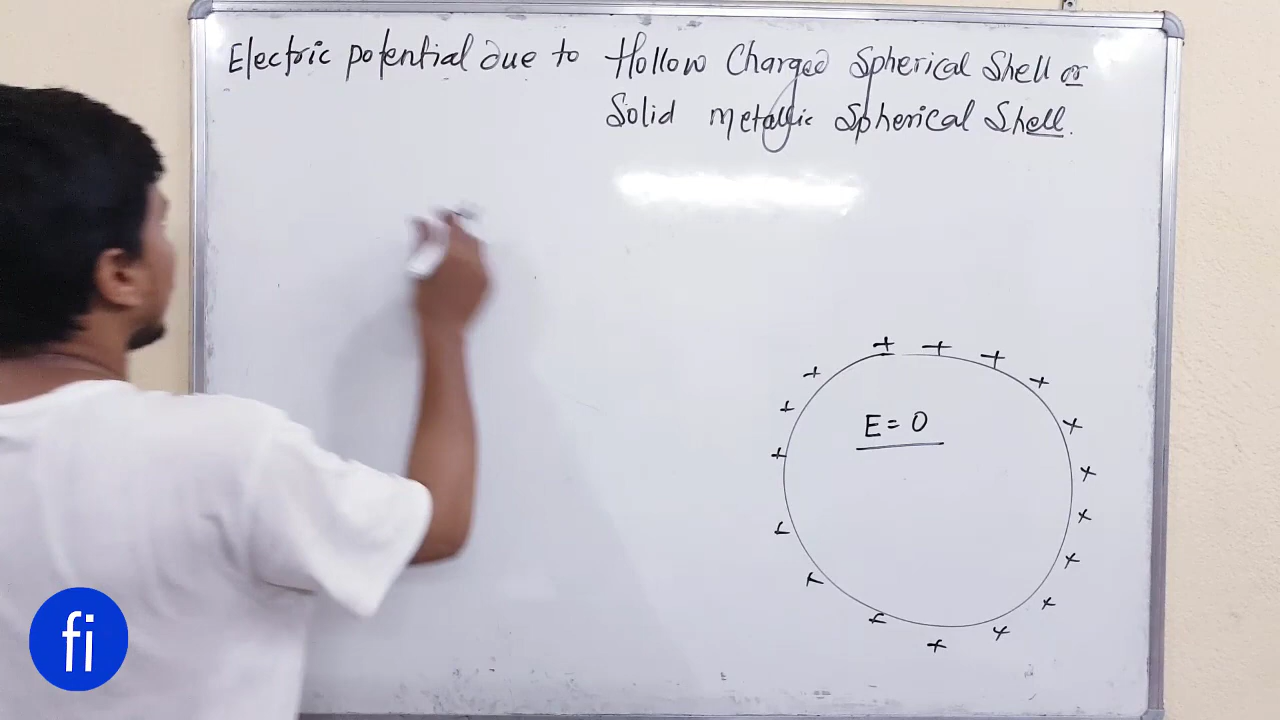 Electric potential due to Hollow Charged Spherical Shell or
Solid metallic Spherical Shell.
E = 0
fi